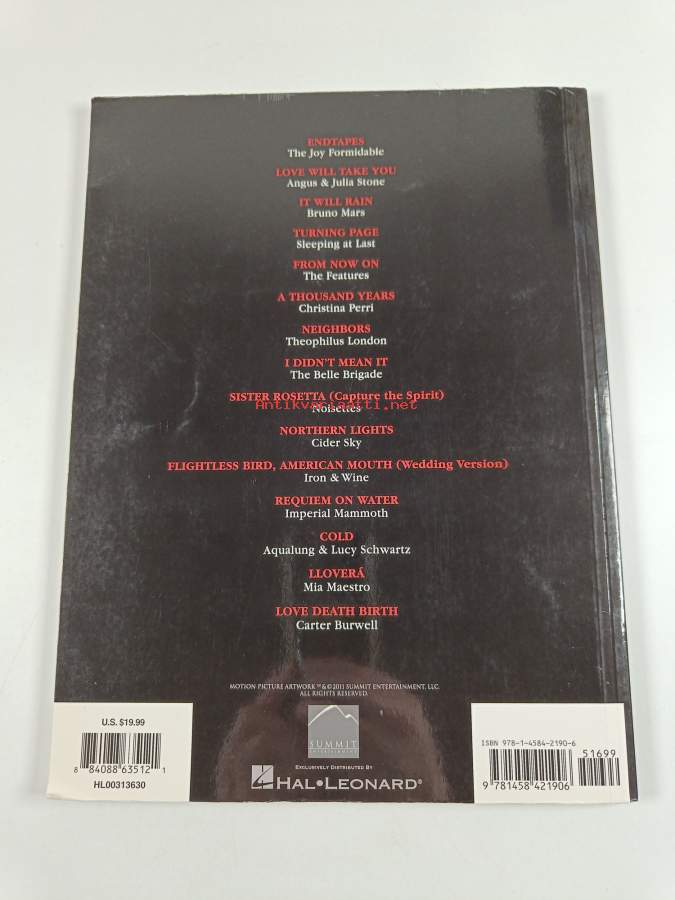 ENDTAPES
The Joy Formidable
LOVE WILL TAKE YOU
Angus & Julia Stone
IT WILL RAIN
Bruno Mars
TURNING PAGE
Sleeping at Last
FROM NOW ON
The Features
A THOUSAND YEARS
Christina Perri
NEIGHBORS
Theophilus London
I DIDN'T MEAN IT
The Belle Brigade
SISTER ROSETTA (Capture the Spirit)
Antikvariaatti.net
Noisettes
NORTHERN LIGHTS
Cider Sky
FLIGHTLESS BIRD, AMERICAN MOUTH (Wedding Version)
Iron & Wine
REQUIEM ON WATER
Imperial Mammoth
COLD
Aqualung & Lucy Schwartz
LLOVERÁ
Mia Maestro
LOVE DEATH BIRTH
Carter Burwell
MOTION PICTURE ARTWORK ™ & © 2011 SUMMIT ENTERTAINMENT, LLC.
ALL RIGHTS RESERVED.
SUMMIT
ENTERTAINMENT
EXCLUSIVELY DISTRIBUTED BY
HAL•LEONARD®
U.S. $19.99
8 84088 63512 1
HL00313630
ISBN 978-1-4584-2190-6
51699
9 781458 421906